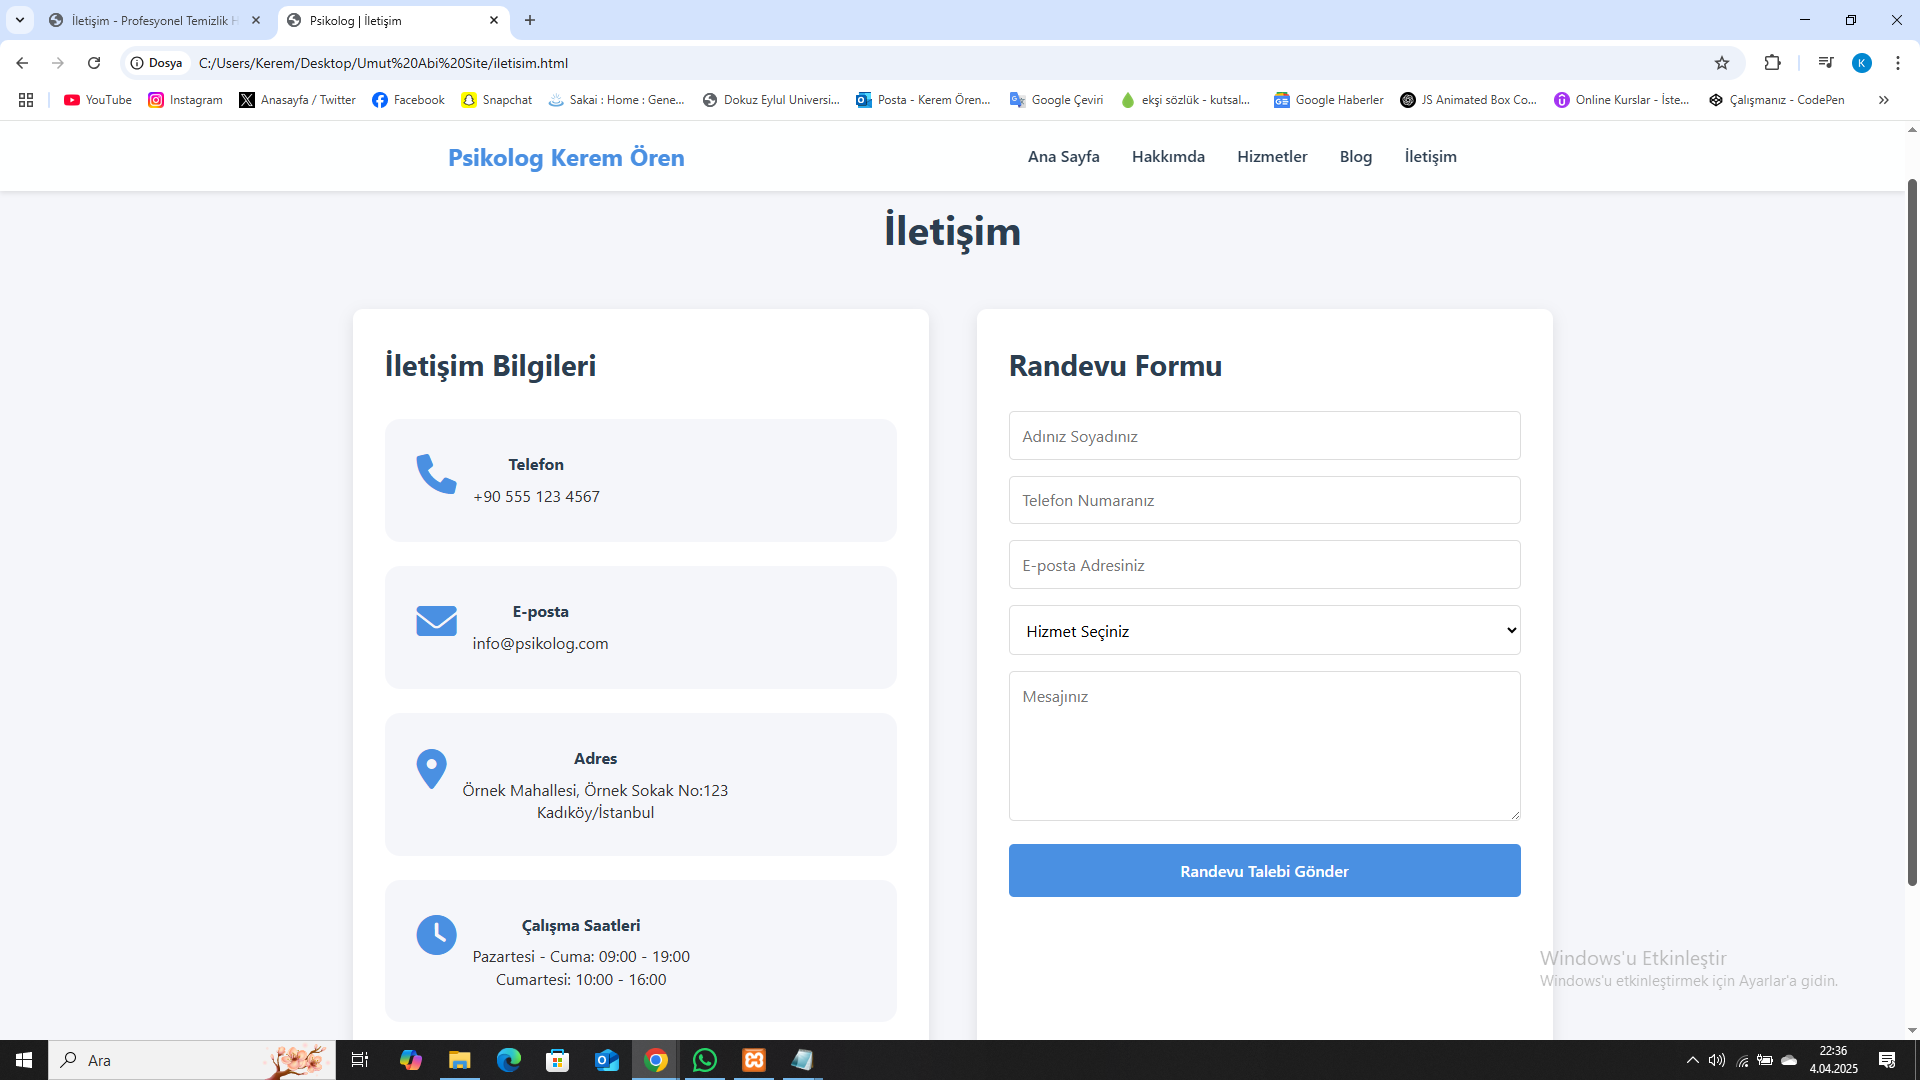 İletişim - Profesyonel Temizlik H
Psikolog | İletişim
Dosya
C:/Users/Kerem/Desktop/Umut%20Abi%20Site/iletisim.html
K
YouTube
Instagram
Anasayfa / Twitter
Facebook
Snapchat
Sakai : Home : Gene...
Dokuz Eylul Universi...
Posta - Kerem Ören...
Google Çeviri
ekşi sözlük - kutsal...
Google Haberler
JS Animated Box Co...
Online Kurslar - İste...
Çalışmanız - CodePen
Psikolog Kerem Ören
Ana Sayfa
Hakkımda
Hizmetler
Blog
İletişim
İletişim
İletişim Bilgileri
Telefon
+90 555 123 4567
E-posta
info@psikolog.com
Adres
Örnek Mahallesi, Örnek Sokak No:123
Kadıköy/İstanbul
Çalışma Saatleri
Pazartesi - Cuma: 09:00 - 19:00
Cumartesi: 10:00 - 16:00
Randevu Formu
Adınız Soyadınız
Telefon Numaranız
E-posta Adresiniz
Hizmet Seçiniz
Mesajınız
Randevu Talebi Gönder
Windows'u Etkinleştir
Windows'u etkinleştirmek için Ayarlar'a gidin.
Ara
22:36
4.04.2025